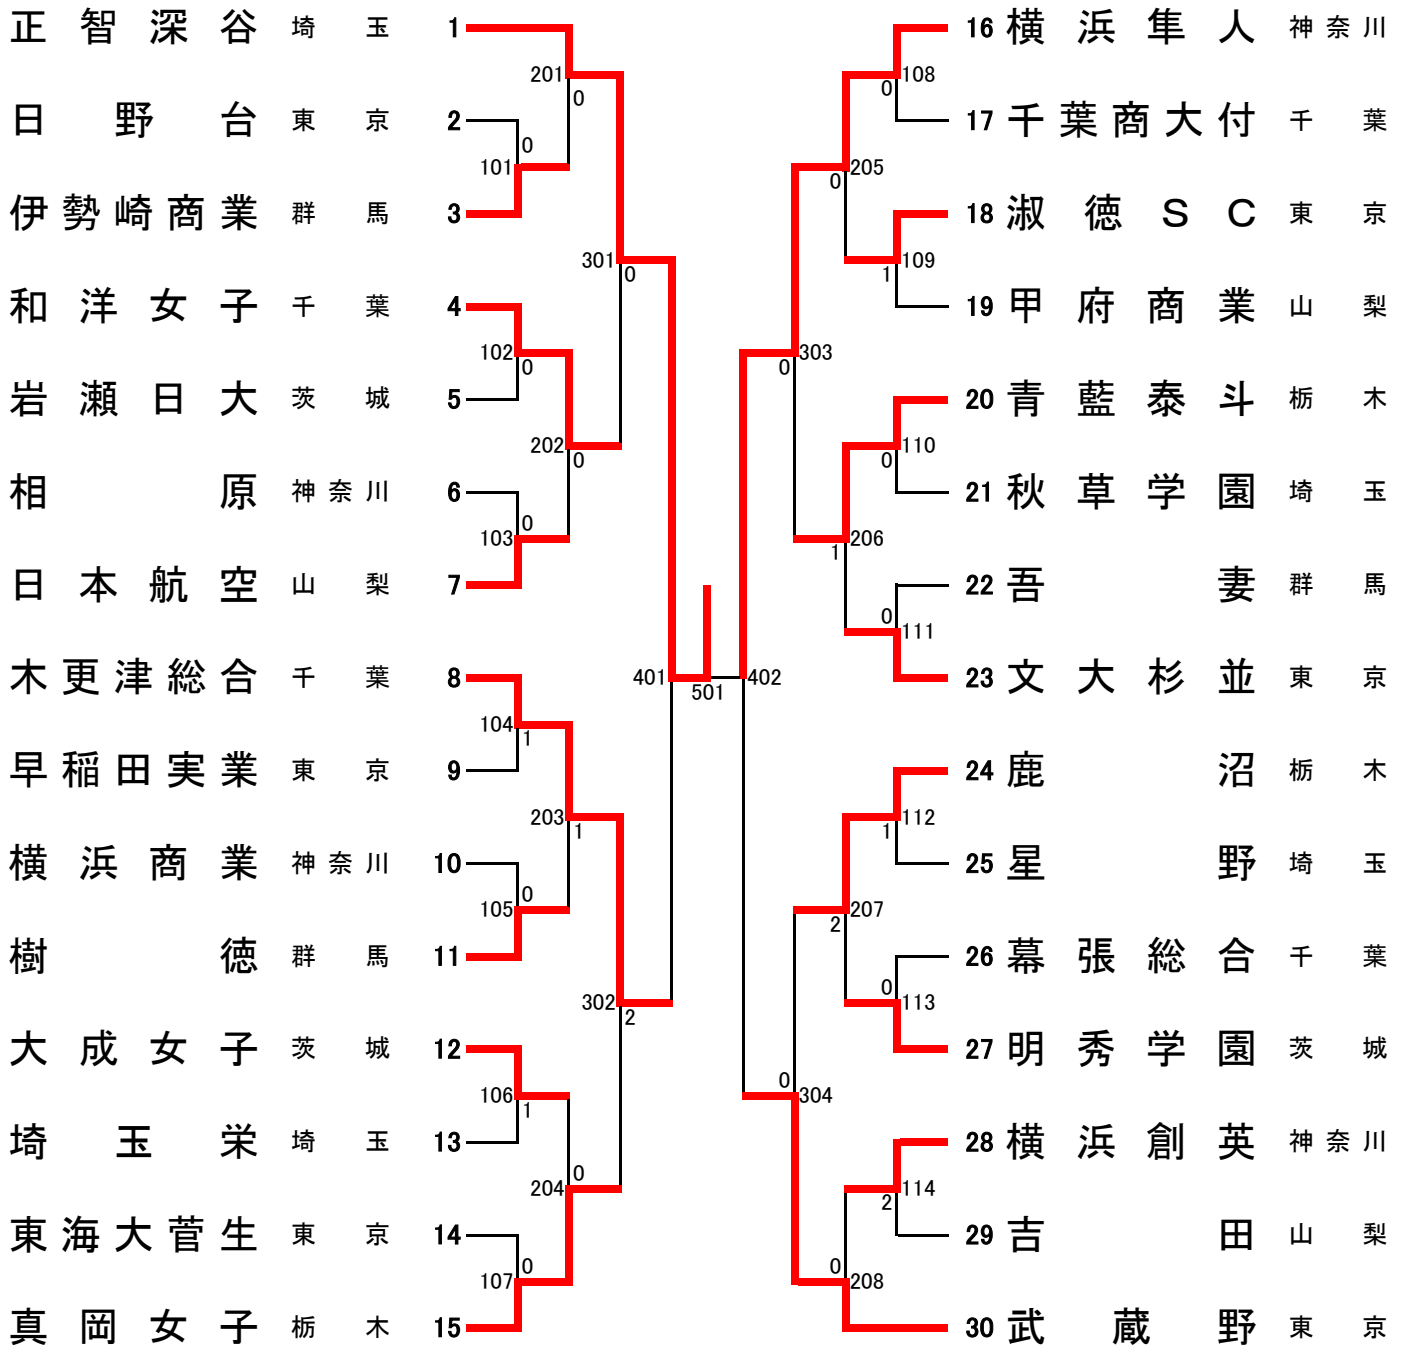 正智深谷 埼玉 1
201
0
日野台 東京 2
0
101
伊勢崎商業 群馬 3
301
0
和洋女子 千葉 4
102
0
岩瀬日大 茨城 5
202
0
相原 神奈川 6
0
103
日本航空 山梨 7
401
501
402
木更津総合 千葉 8
104
1
早稲田実業 東京 9
203
1
横浜商業 神奈川 10
0
105
樹徳 群馬 11
302
2
大成女子 茨城 12
106
1
埼玉栄 埼玉 13
0
204
東海大菅生 東京 14
0
107
真岡女子 栃木 15
16 横浜隼人 神奈川
108
0
17 千葉商大付 千葉
205
0
18 淑徳SC 東京
109
1
19 甲府商業 山梨
303
0
20 青藍泰斗 栃木
110
0
21 秋草学園 埼玉
206
1
22 吾妻 群馬
0
111
23 文大杉並 東京
24 鹿沼 栃木
112
1
25 星野 埼玉
207
2
26 幕張総合 千葉
0
113
27 明秀学園 茨城
0
304
28 横浜創英 神奈川
114
2
29 吉田 山梨
0
208
30 武蔵野 東京